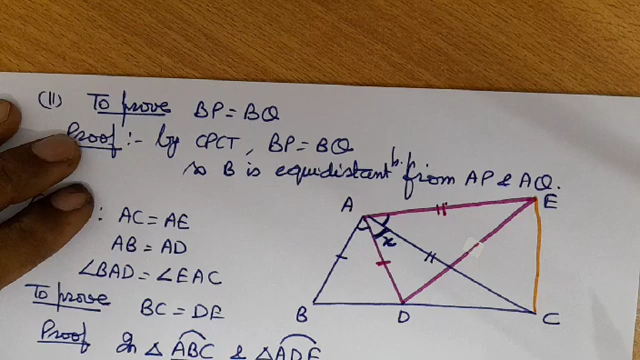 (II) To prove BP = BQ
Proof :- by CPCT, BP = BQ
so B is equidistant from AP & AQ.
: AC = AE
AB = AD
∠BAD = ∠EAC
To prove BC = DE
Proof In △ ABC & △ADE
A
E
x
B
D
C